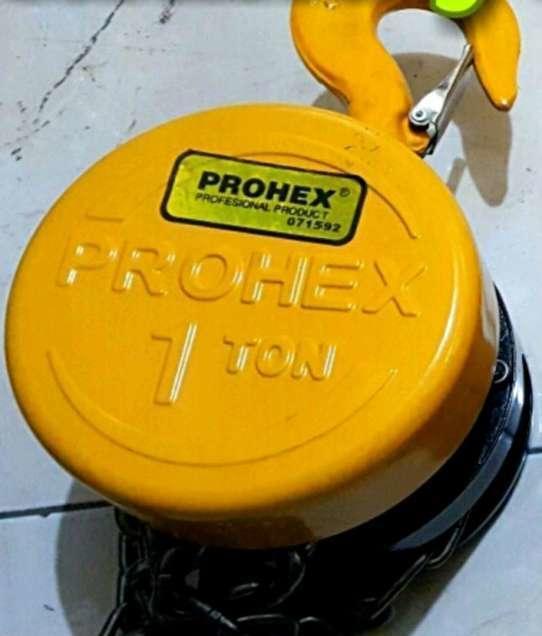 PROHEX®
PROFESIONAL PRODUCT
071592
PROHEX
1 TON